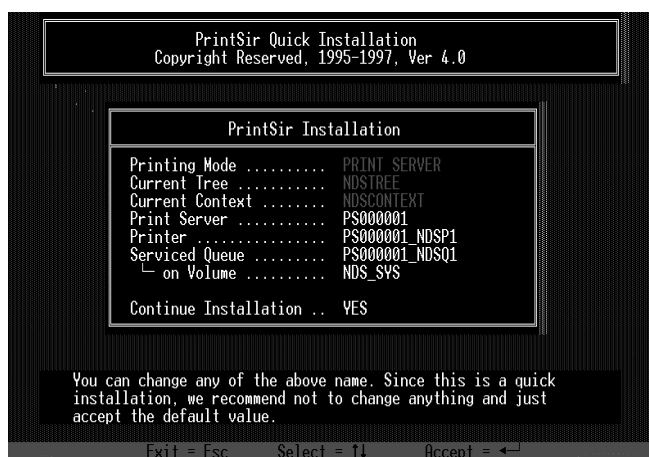 PrintSir Quick Installation
Copyright Reserved, 1995-1997, Ver 4.0
PrintSir Installation
Printing Mode .......... PRINT SERVER
Current Tree ........... NDSTREE
Current Context ........ NDSCONTEXT
Print Server ........... PS000001
Printer ................ PS000001_NDSP1
Serviced Queue ......... PS000001_NDSQ1
└ on Volume .......... NDS_SYS
Continue Installation .. YES
You can change any of the above name. Since this is a quick
installation, we recommend not to change anything and just
accept the default value.
Exit = Esc Select = ↑↓ Accept = ↵